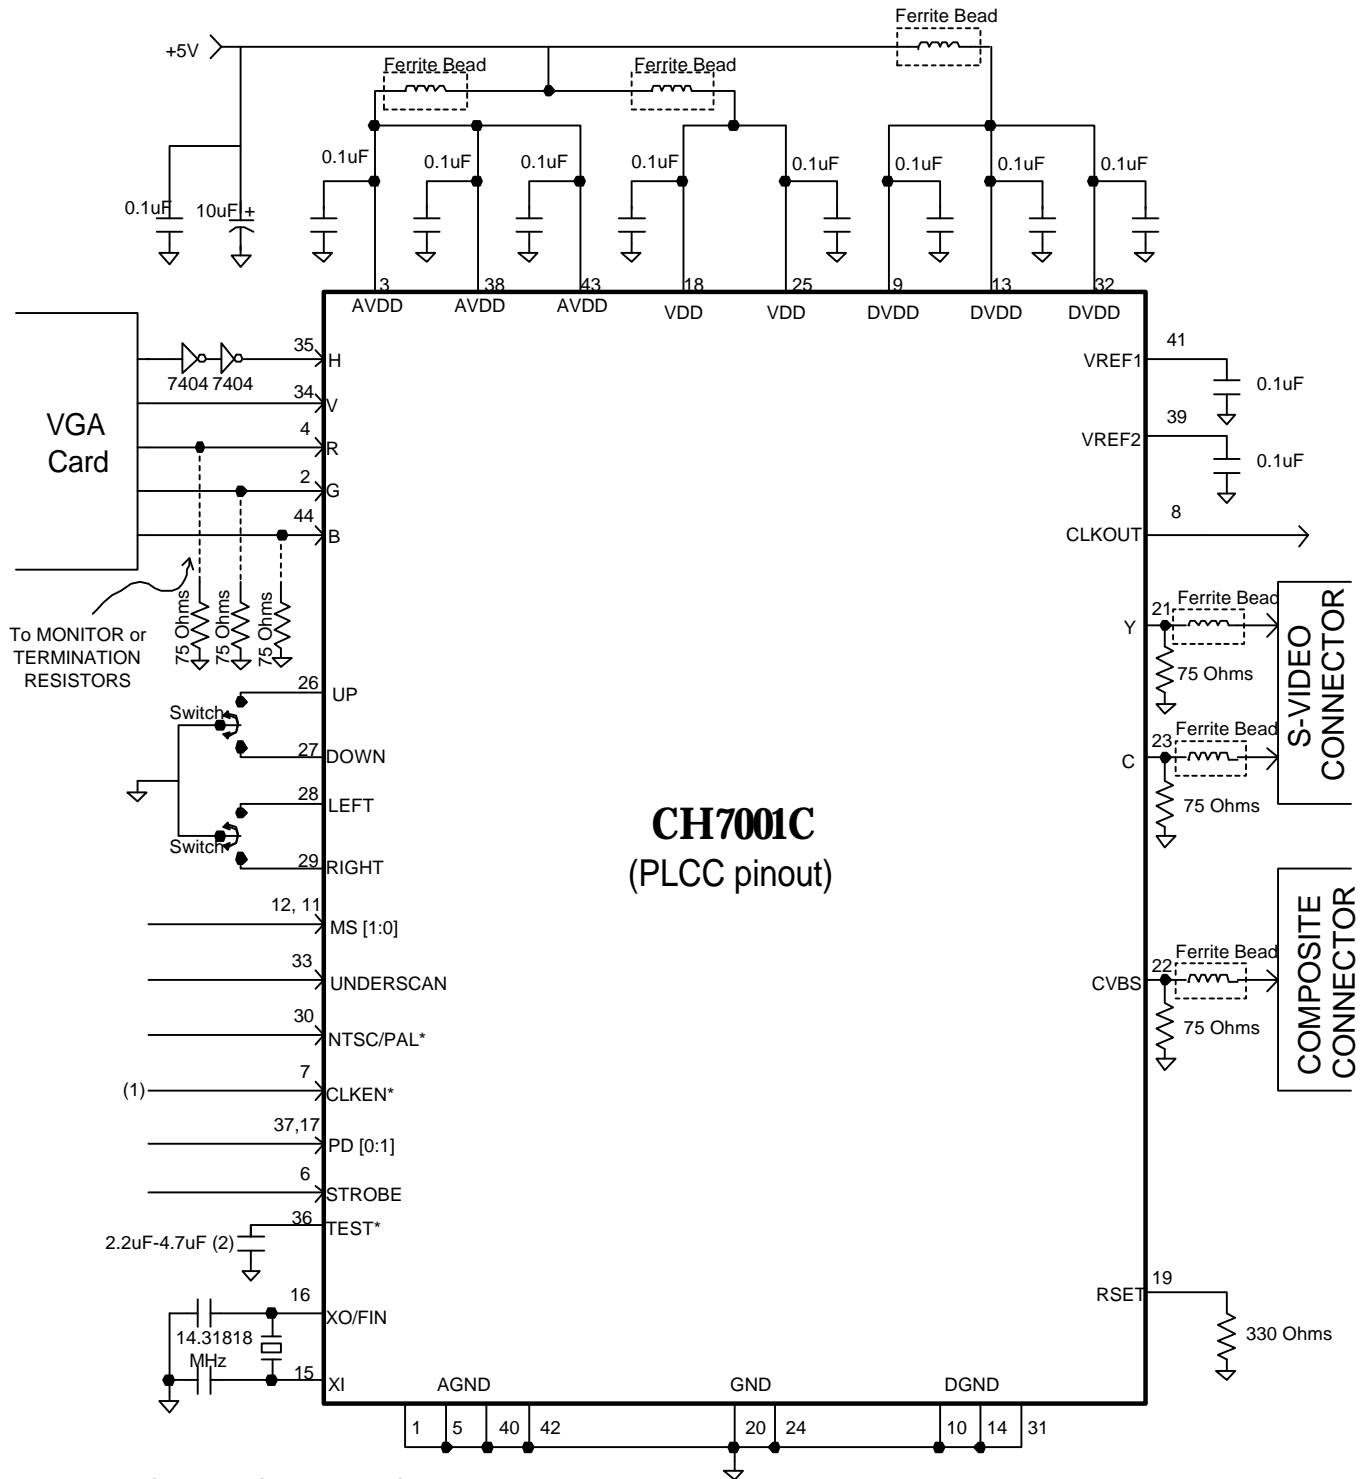 Ferrite Bead
+5V
Ferrite Bead
Ferrite Bead
0.1uF
0.1uF
0.1uF
0.1uF
0.1uF
0.1uF
0.1uF
0.1uF
0.1uF
10uF +
3
38
43
18
25
9
13
32
AVDD
AVDD
AVDD
VDD
VDD
DVDD
DVDD
DVDD
VGA
Card
7404
7404
35
H
34
V
4
R
2
G
44
B
To MONITOR or
TERMINATION
RESISTORS
75 Ohms
75 Ohms
75 Ohms
26
UP
Switch
27
DOWN
28
LEFT
Switch
29
RIGHT
12, 11
MS [1:0]
33
UNDERSCAN
30
NTSC/PAL*
(1)
7
CLKEN*
37,17
PD [0:1]
6
STROBE
36
TEST*
2.2uF-4.7uF (2)
16
XO/FIN
14.31818
MHz
15
XI
CH7001C
(PLCC pinout)
41
VREF1
0.1uF
39
VREF2
0.1uF
8
CLKOUT
21
Y
Ferrite Bead
75 Ohms
23
C
Ferrite Bead
75 Ohms
S-VIDEO
CONNECTOR
22
CVBS
Ferrite Bead
75 Ohms
COMPOSITE
CONNECTOR
19
RSET
330 Ohms
AGND
GND
DGND
1
5
40
42
20
24
10
14
31